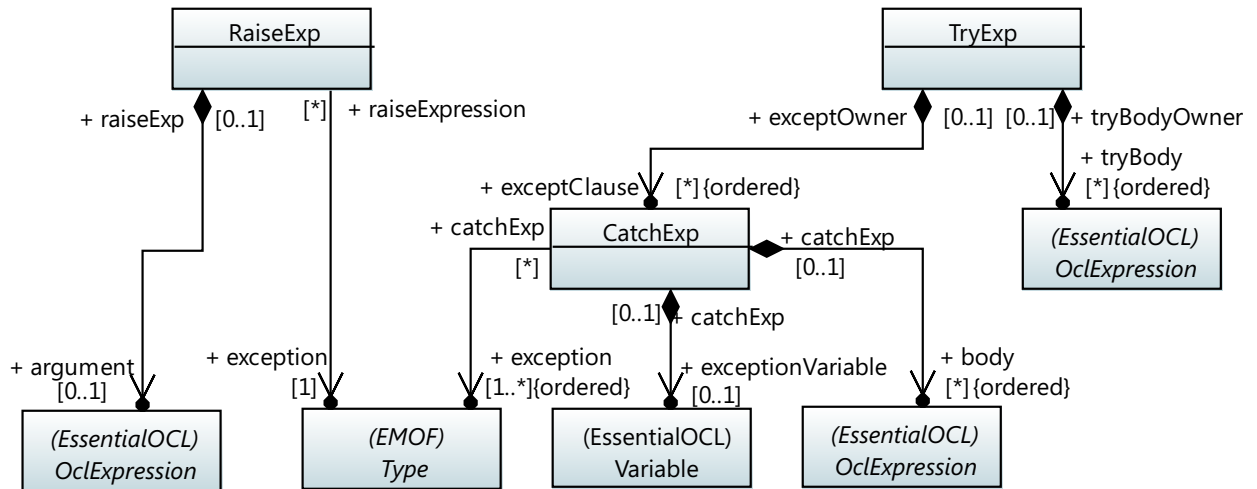 RaiseExp
TryExp
+ raiseExp
[0..1]
[*]
+ raiseExpression
+ exceptOwner
[0..1]
[0..1]
+ tryBodyOwner
+ exceptClause
[*]{ordered}
+ tryBody
[*]{ordered}
+ catchExp
[*]
CatchExp
+ catchExp
[0..1]
(EssentialOCL)
OclExpression
[0..1]
+ catchExp
+ argument
[0..1]
+ exception
[1]
+ exception
[1..*]{ordered}
+ exceptionVariable
[0..1]
+ body
[*]{ordered}
(EssentialOCL)
OclExpression
(EMOF)
Type
(EssentialOCL)
Variable
(EssentialOCL)
OclExpression